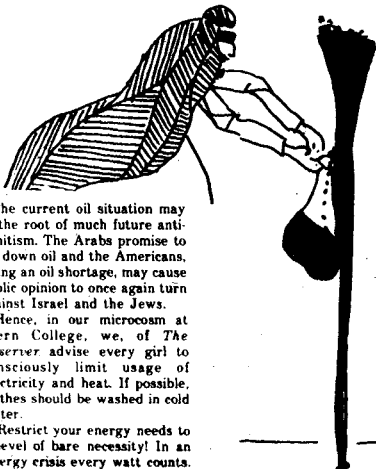 he current oil situation may
the root of much future anti-
nitism. The Arabs promise to
down oil and the Americans,
ng an oil shortage, may cause
blic opinion to once again turn
inst Israel and the Jews.
Hence, in our microcosm at
ern College, we, of The
server advise every girl to
nsciously limit usage of
ctricity and heat. If possible,
thes should be washed in cold
ter.
Restrict your energy needs to
evel of bare necessity! In an
ergy crisis every watt counts.